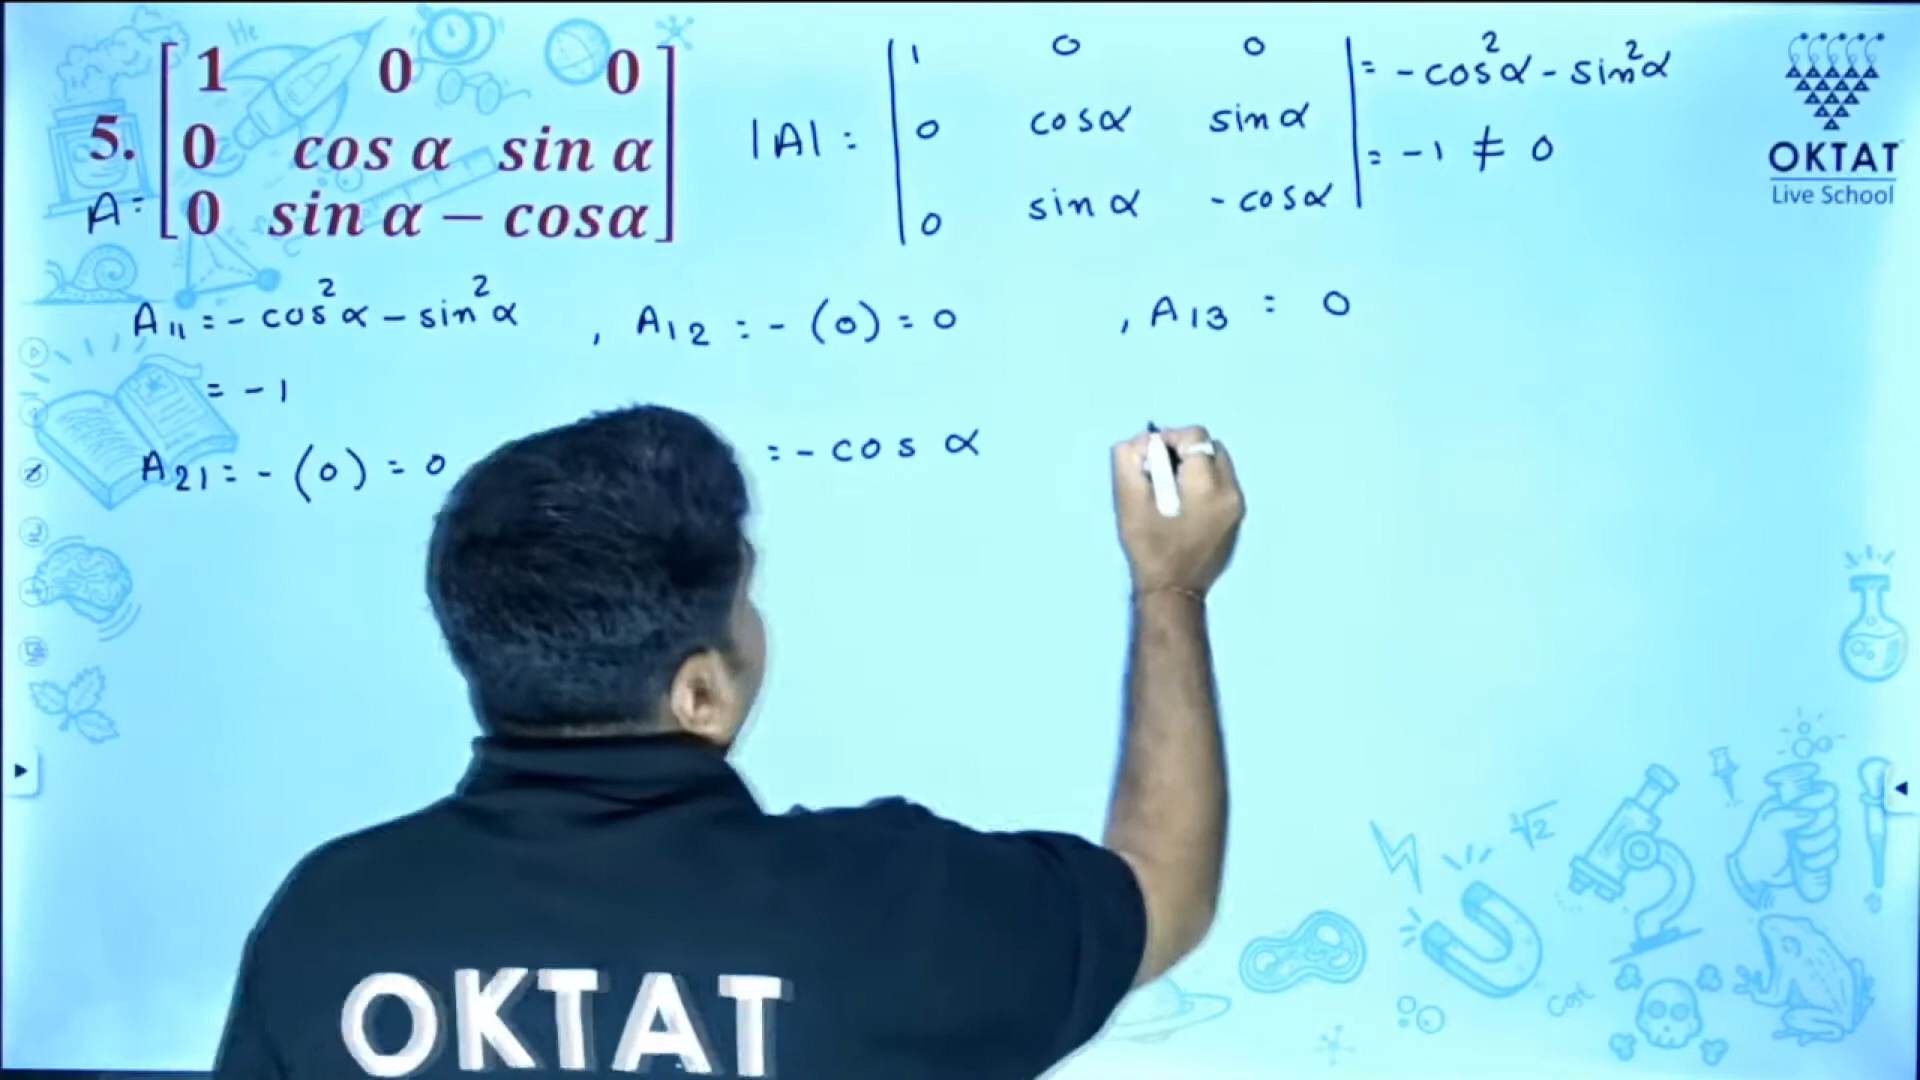 5. [1 0 0
0 cos α sin α
0 sin α − cosα]
A =
|A| = | 1 0 0
0 cosα sinα
0 sinα -cosα |
= -cos²α - sin²α
= -1 ≠ 0
OKTAT
Live School
A11 = -cos²α - sin²α , A12 = -(0) = 0 , A13 = 0
= -1
A21 = -(0) = 0 = -cos α
OKTAT
He
√2